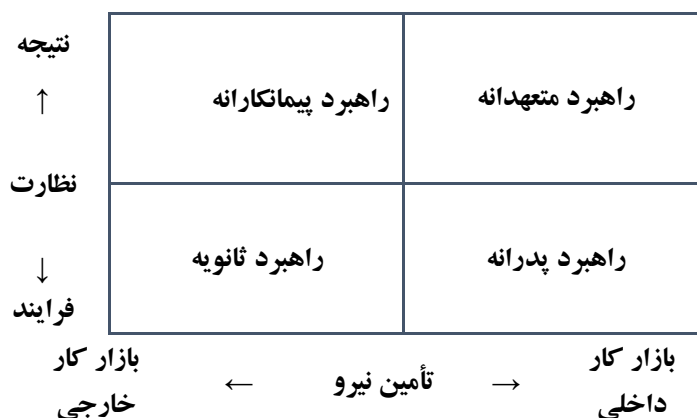 نتیجه
↑
نظارت
↓
فرایند
راهبرد متعهدانه
راهبرد پیمانکارانه
راهبرد پدرانه
راهبرد ثانویه
بازار کار
داخلی
→
تأمین نیرو
←
بازار کار
خارجی